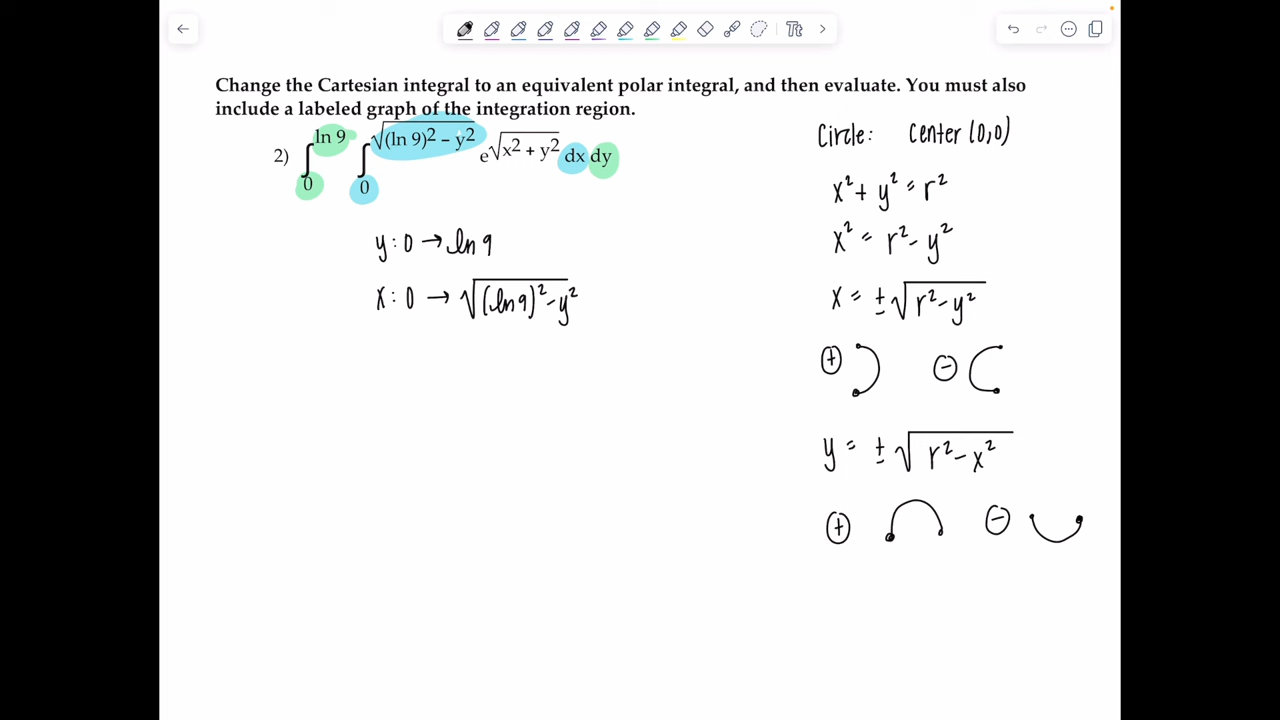 Tt
Change the Cartesian integral to an equivalent polar integral, and then evaluate. You must also
include a labeled graph of the integration region.
2) ∫₀^(ln 9) ∫₀^(√((ln 9)² − y²)) e^(√(x² + y²)) dx dy
y : 0 → ln 9
x : 0 → √((ln 9)² − y²)
Circle: Center (0,0)
x² + y² = r²
x² = r² − y²
x = ± √(r² − y²)
+ −
y = ± √(r² − x²)
+ −